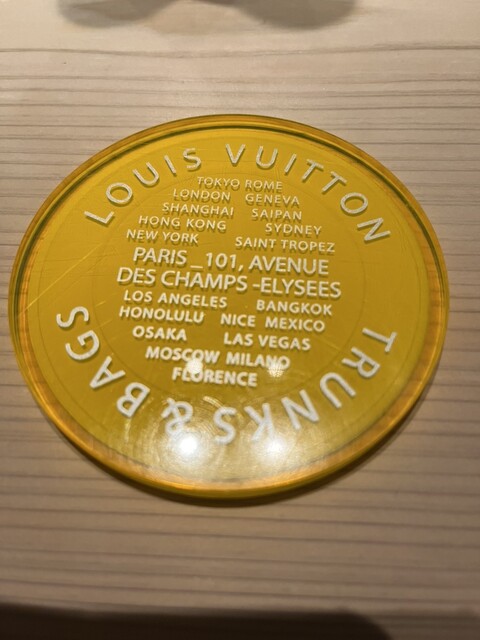 LOUIS VUITTON
TOKYO ROME
LONDON GENEVA
SHANGHAI SAIPAN
HONG KONG SYDNEY
NEW YORK SAINT TROPEZ
PARIS _101, AVENUE
DES CHAMPS -ELYSEES
LOS ANGELES BANGKOK
HONOLULU NICE MEXICO
OSAKA LAS VEGAS
MOSCOW MILANO
FLORENCE
TRUNKS & BAGS